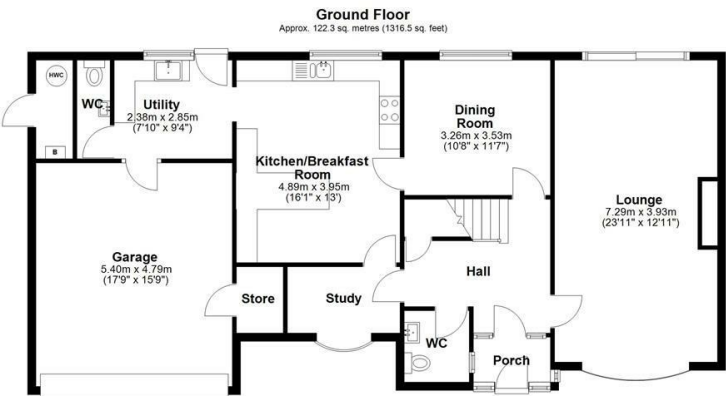 Ground Floor
Approx. 122.3 sq. metres (1316.5 sq. feet)
HWC
WC
B
Utility
2.38m x 2.85m
(7'10" x 9'4")
Kitchen/Breakfast
Room
4.89m x 3.95m
(16'1" x 13')
Dining
Room
3.26m x 3.53m
(10'8" x 11'7")
Lounge
7.29m x 3.93m
(23'11" x 12'11")
Garage
5.40m x 4.79m
(17'9" x 15'9")
Store
Study
Hall
WC
Porch